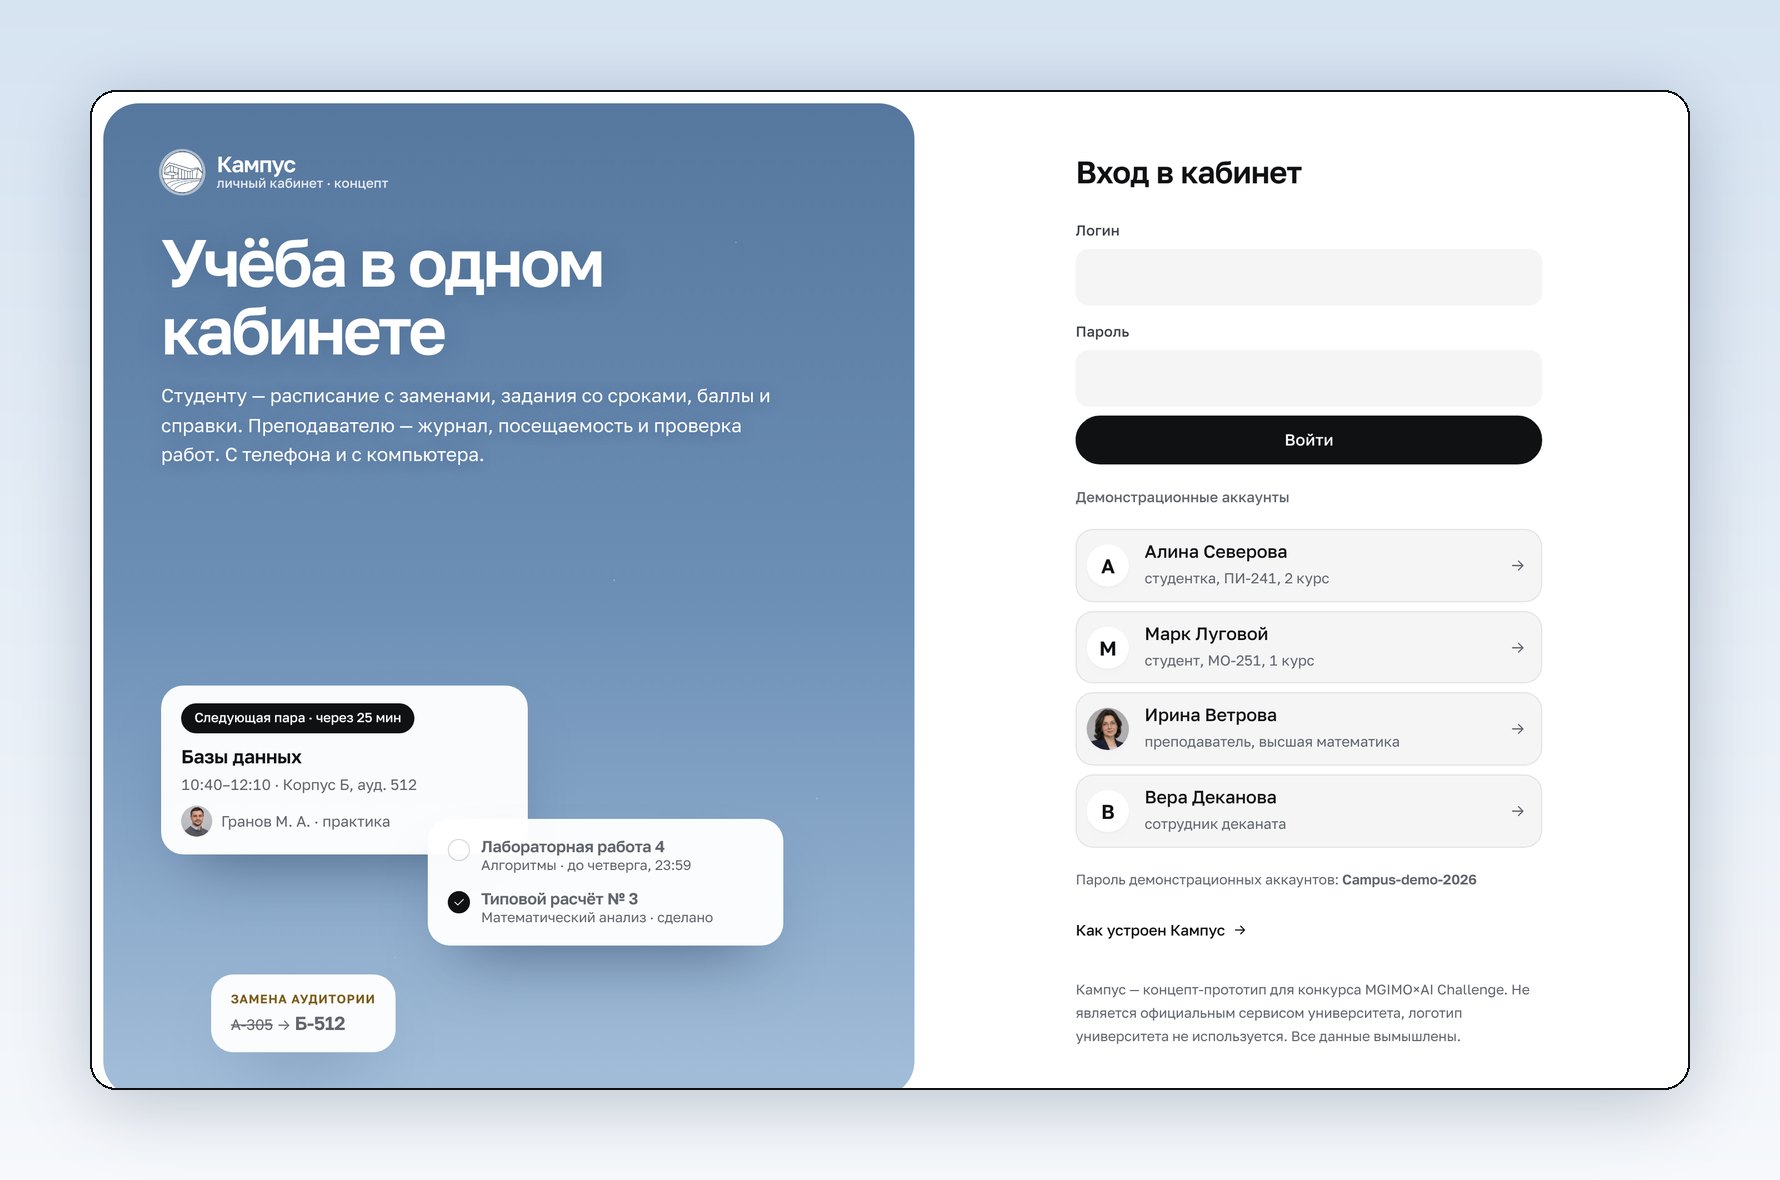 Кампус
личный кабинет · концепт
Учёба в одном
кабинете
Студенту — расписание с заменами, задания со сроками, баллы и
справки. Преподавателю — журнал, посещаемость и проверка
работ. С телефона и с компьютера.
Следующая пара · через 25 мин
Базы данных
10:40–12:10 · Корпус Б, ауд. 512
Гранов М. А. · практика
Лабораторная работа 4
Алгоритмы · до четверга, 23:59
Типовой расчёт № 3
Математический анализ · сделано
ЗАМЕНА АУДИТОРИИ
А-305 → Б-512
Вход в кабинет
Логин
Пароль
Войти
Демонстрационные аккаунты
А
Алина Северова
студентка, ПИ-241, 2 курс
М
Марк Луговой
студент, МО-251, 1 курс
Ирина Ветрова
преподаватель, высшая математика
В
Вера Деканова
сотрудник деканата
Пароль демонстрационных аккаунтов: Campus-demo-2026
Как устроен Кампус →
Кампус — концепт-прототип для конкурса MGIMO×AI Challenge. Не
является официальным сервисом университета, логотип
университета не используется. Все данные вымышлены.